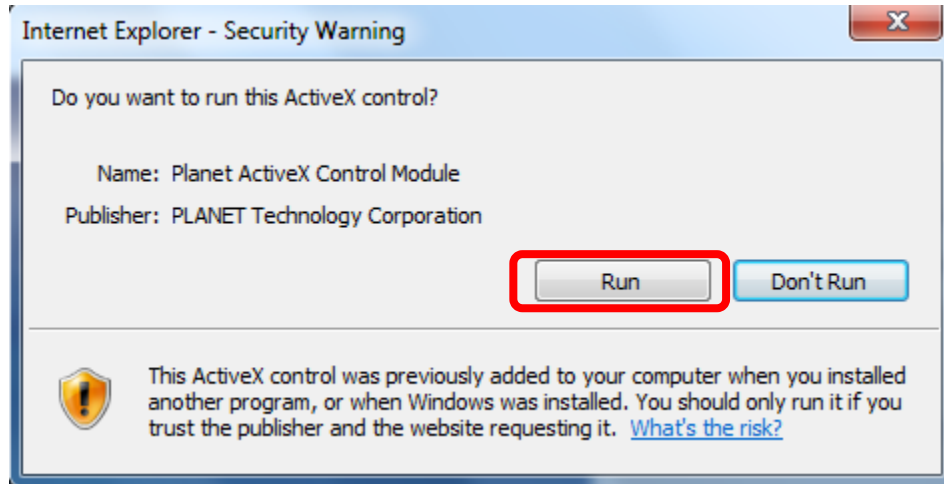 Internet Explorer - Security Warning
Do you want to run this ActiveX control?
Name: Planet ActiveX Control Module
Publisher: PLANET Technology Corporation
Run Don't Run
This ActiveX control was previously added to your computer when you installed
another program, or when Windows was installed. You should only run it if you
trust the publisher and the website requesting it. What's the risk?